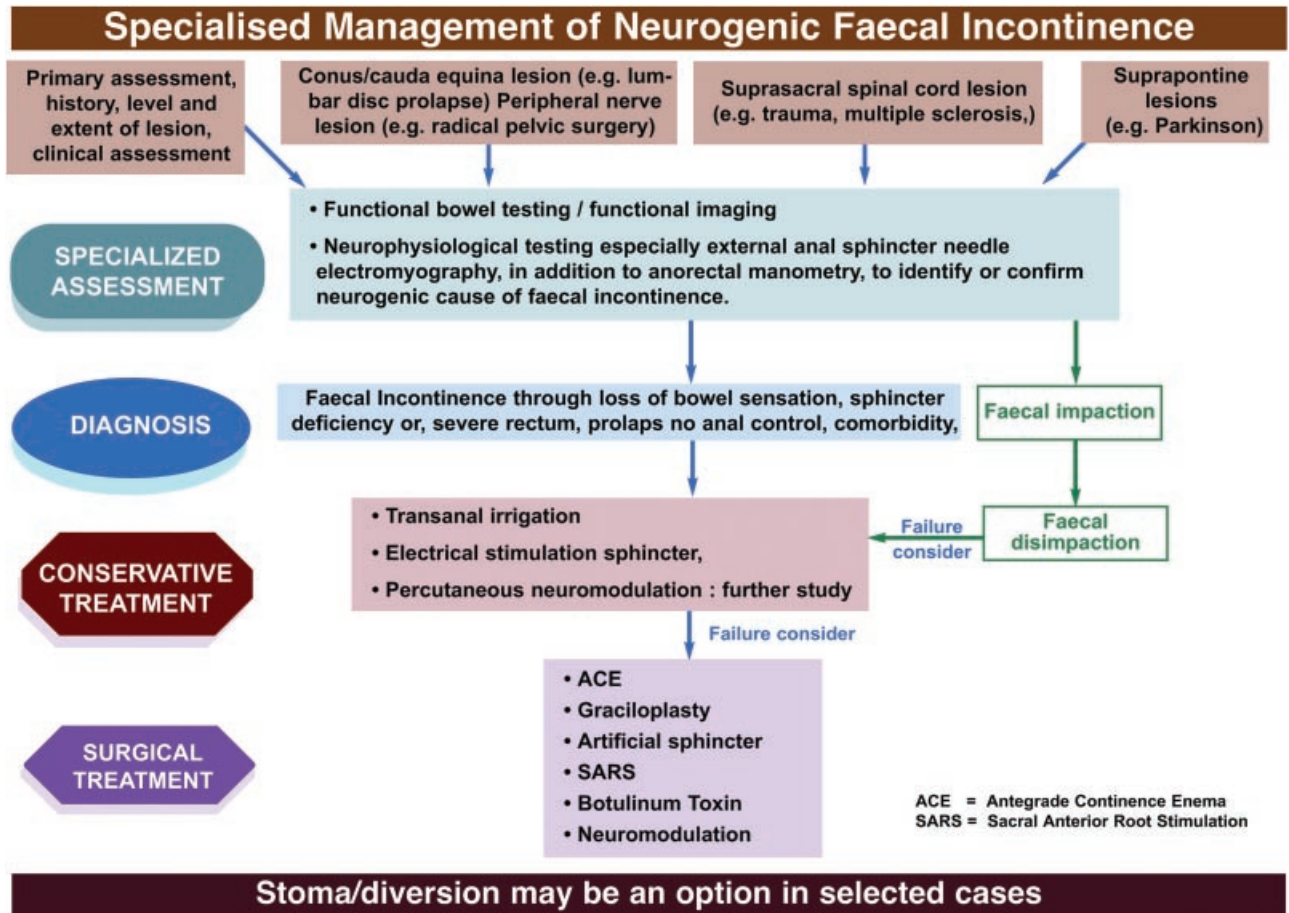 Specialised Management of Neurogenic Faecal Incontinence
Primary assessment,
history, level and
extent of lesion,
clinical assessment
Conus/cauda equina lesion (e.g. lum-
bar disc prolapse) Peripheral nerve
lesion (e.g. radical pelvic surgery)
Suprasacral spinal cord lesion
(e.g. trauma, multiple sclerosis,)
Suprapontine
lesions
(e.g. Parkinson)
SPECIALIZED
ASSESSMENT
• Functional bowel testing / functional imaging
• Neurophysiological testing especially external anal sphincter needle
electromyography, in addition to anorectal manometry, to identify or confirm
neurogenic cause of faecal incontinence.
DIAGNOSIS
Faecal Incontinence through loss of bowel sensation, sphincter
deficiency or, severe rectum, prolaps no anal control, comorbidity,
Faecal impaction
CONSERVATIVE
TREATMENT
• Transanal irrigation
• Electrical stimulation sphincter,
• Percutaneous neuromodulation : further study
Failure
consider
Faecal
disimpaction
Failure consider
SURGICAL
TREATMENT
• ACE
• Graciloplasty
• Artificial sphincter
• SARS
• Botulinum Toxin
• Neuromodulation
ACE = Antegrade Continence Enema
SARS = Sacral Anterior Root Stimulation
Stoma/diversion may be an option in selected cases